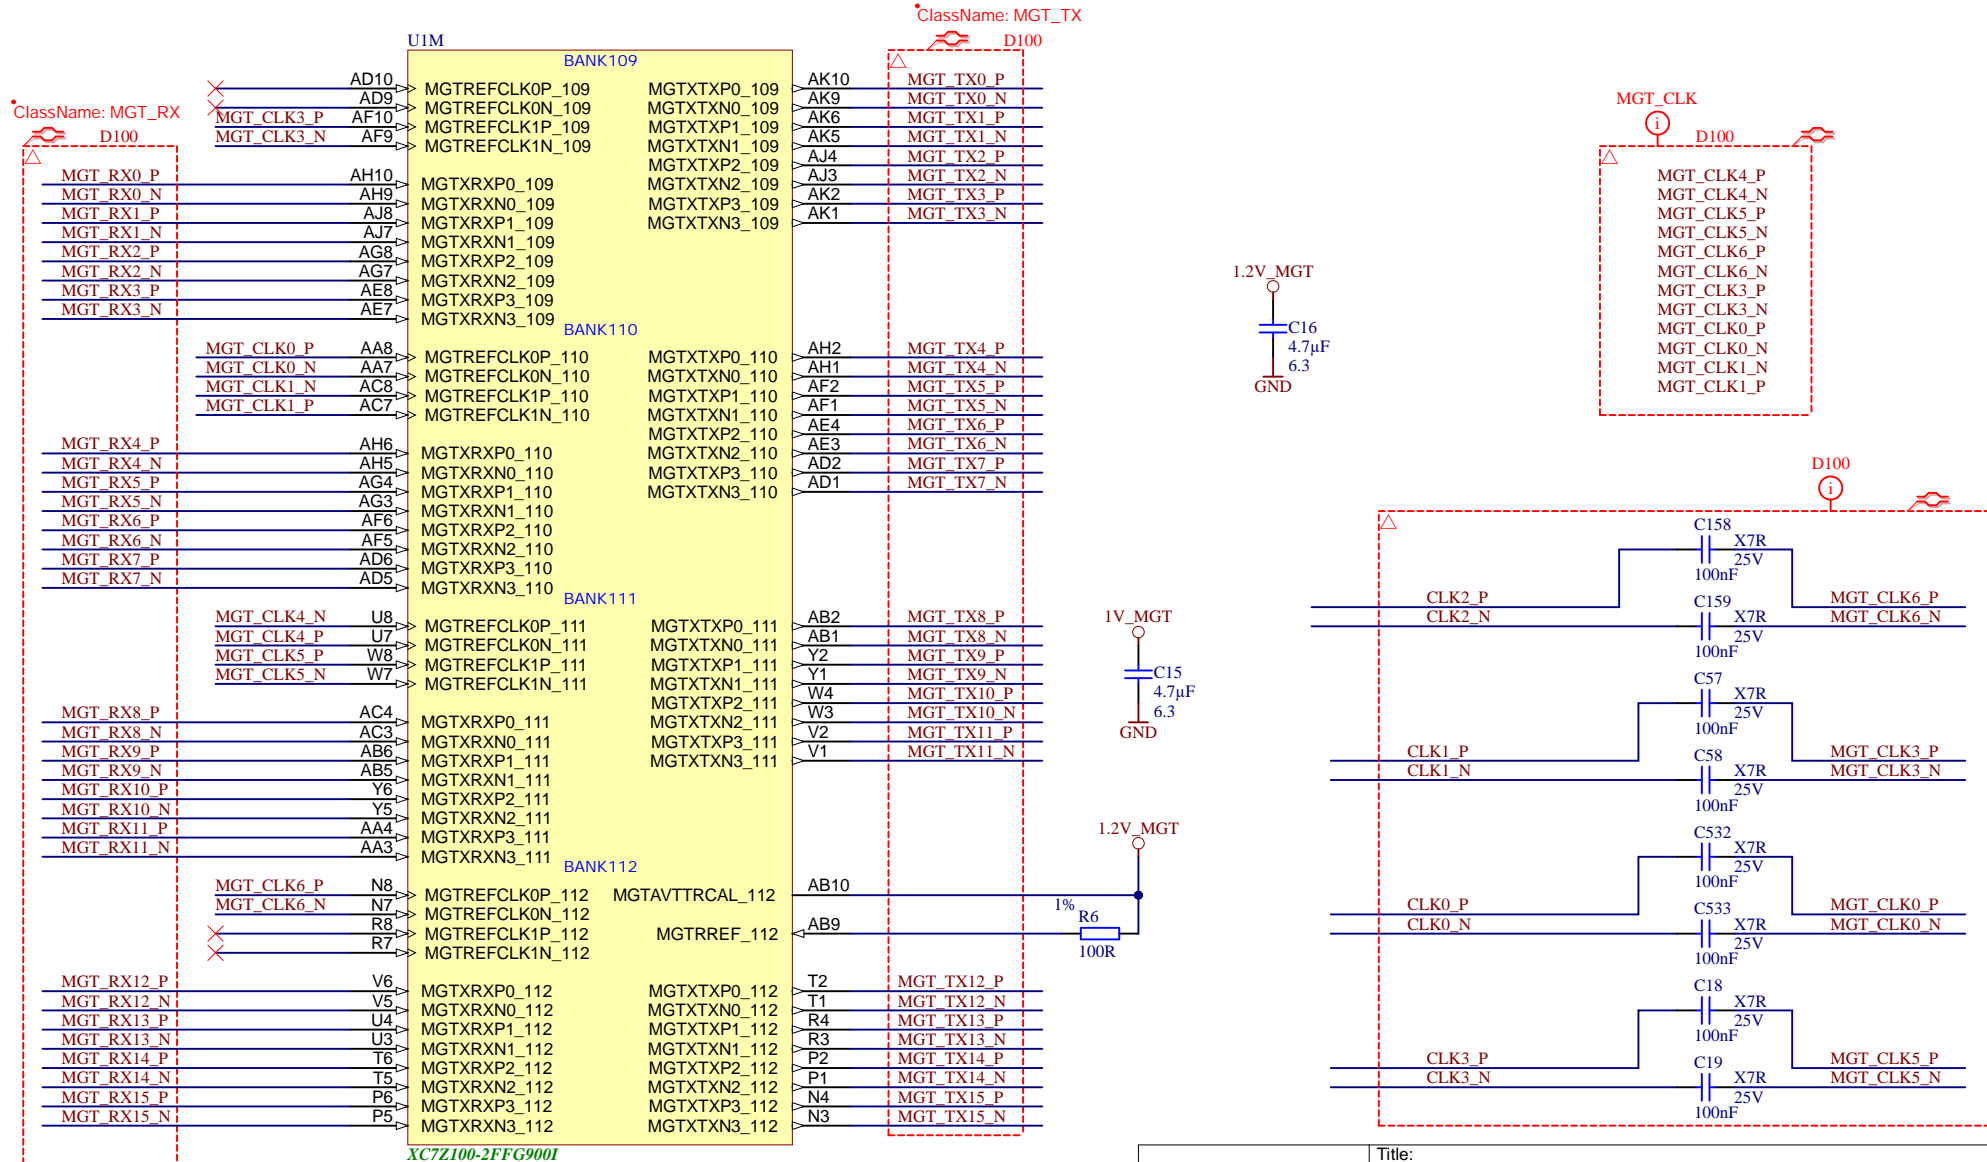 ClassName: MGT_TX
D100
ClassName: MGT_RX
D100
MGT_RX0_P
MGT_RX0_N
MGT_RX1_P
MGT_RX1_N
MGT_RX2_P
MGT_RX2_N
MGT_RX3_P
MGT_RX3_N
MGT_RX4_P
MGT_RX4_N
MGT_RX5_P
MGT_RX5_N
MGT_RX6_P
MGT_RX6_N
MGT_RX7_P
MGT_RX7_N
MGT_RX8_P
MGT_RX8_N
MGT_RX9_P
MGT_RX9_N
MGT_RX10_P
MGT_RX10_N
MGT_RX11_P
MGT_RX11_N
MGT_RX12_P
MGT_RX12_N
MGT_RX13_P
MGT_RX13_N
MGT_RX14_P
MGT_RX14_N
MGT_RX15_P
MGT_RX15_N
U1M
BANK109
AD10 MGTREFCLK0P_109
AD9 MGTREFCLK0N_109
MGT_CLK3_P AF10 MGTREFCLK1P_109
MGT_CLK3_N AF9 MGTREFCLK1N_109
AH10 MGTXRXP0_109
AH9 MGTXRXN0_109
AJ8 MGTXRXP1_109
AJ7 MGTXRXN1_109
AG8 MGTXRXP2_109
AG7 MGTXRXN2_109
AE8 MGTXRXP3_109
AE7 MGTXRXN3_109
MGTXTXP0_109 AK10 MGT_TX0_P
MGTXTXN0_109 AK9 MGT_TX0_N
MGTXTXP1_109 AK6 MGT_TX1_P
MGTXTXN1_109 AK5 MGT_TX1_N
MGTXTXP2_109 AJ4 MGT_TX2_P
MGTXTXN2_109 AJ3 MGT_TX2_N
MGTXTXP3_109 AK2 MGT_TX3_P
MGTXTXN3_109 AK1 MGT_TX3_N
BANK110
MGT_CLK0_P AA8 MGTREFCLK0P_110
MGT_CLK0_N AA7 MGTREFCLK0N_110
MGT_CLK1_N AC8 MGTREFCLK1P_110
MGT_CLK1_P AC7 MGTREFCLK1N_110
AH6 MGTXRXP0_110
AH5 MGTXRXN0_110
AG4 MGTXRXP1_110
AG3 MGTXRXN1_110
AF6 MGTXRXP2_110
AF5 MGTXRXN2_110
AD6 MGTXRXP3_110
AD5 MGTXRXN3_110
MGTXTXP0_110 AH2 MGT_TX4_P
MGTXTXN0_110 AH1 MGT_TX4_N
MGTXTXP1_110 AF2 MGT_TX5_P
MGTXTXN1_110 AF1 MGT_TX5_N
MGTXTXP2_110 AE4 MGT_TX6_P
MGTXTXN2_110 AE3 MGT_TX6_N
MGTXTXP3_110 AD2 MGT_TX7_P
MGTXTXN3_110 AD1 MGT_TX7_N
BANK111
MGT_CLK4_N U8 MGTREFCLK0P_111
MGT_CLK4_P U7 MGTREFCLK0N_111
MGT_CLK5_P W8 MGTREFCLK1P_111
MGT_CLK5_N W7 MGTREFCLK1N_111
AC4 MGTXRXP0_111
AC3 MGTXRXN0_111
AB6 MGTXRXP1_111
AB5 MGTXRXN1_111
Y6 MGTXRXP2_111
Y5 MGTXRXN2_111
AA4 MGTXRXP3_111
AA3 MGTXRXN3_111
MGTXTXP0_111 AB2 MGT_TX8_P
MGTXTXN0_111 AB1 MGT_TX8_N
MGTXTXP1_111 Y2 MGT_TX9_P
MGTXTXN1_111 Y1 MGT_TX9_N
MGTXTXP2_111 W4 MGT_TX10_P
MGTXTXN2_111 W3 MGT_TX10_N
MGTXTXP3_111 V2 MGT_TX11_P
MGTXTXN3_111 V1 MGT_TX11_N
BANK112
MGT_CLK6_P N8 MGTREFCLK0P_112
MGT_CLK6_N N7 MGTREFCLK0N_112
R8 MGTREFCLK1P_112
R7 MGTREFCLK1N_112
MGTAVTTRCAL_112 AB10
MGTRREF_112 AB9
V6 MGTXRXP0_112
V5 MGTXRXN0_112
U4 MGTXRXP1_112
U3 MGTXRXN1_112
T6 MGTXRXP2_112
T5 MGTXRXN2_112
P6 MGTXRXP3_112
P5 MGTXRXN3_112
MGTXTXP0_112 T2 MGT_TX12_P
MGTXTXN0_112 T1 MGT_TX12_N
MGTXTXP1_112 R4 MGT_TX13_P
MGTXTXN1_112 R3 MGT_TX13_N
MGTXTXP2_112 P2 MGT_TX14_P
MGTXTXN2_112 P1 MGT_TX14_N
MGTXTXP3_112 N4 MGT_TX15_P
MGTXTXN3_112 N3 MGT_TX15_N
XC7Z100-2FFG900I
1.2V_MGT
C16
4.7µF
6.3
GND
1V_MGT
C15
4.7µF
6.3
GND
1.2V_MGT
1%
R6
100R
MGT_CLK
i
D100
MGT_CLK4_P
MGT_CLK4_N
MGT_CLK5_P
MGT_CLK5_N
MGT_CLK6_P
MGT_CLK6_N
MGT_CLK3_P
MGT_CLK3_N
MGT_CLK0_P
MGT_CLK0_N
MGT_CLK1_N
MGT_CLK1_P
D100
i
C158
X7R
25V
100nF
CLK2_P MGT_CLK6_P
C159
CLK2_N X7R MGT_CLK6_N
25V
100nF
C57
X7R
25V
100nF
CLK1_P MGT_CLK3_P
C58
CLK1_N X7R MGT_CLK3_N
25V
100nF
C532
X7R
25V
100nF
CLK0_P MGT_CLK0_P
C533
CLK0_N X7R MGT_CLK0_N
25V
100nF
C18
X7R
25V
100nF
CLK3_P MGT_CLK5_P
C19
CLK3_N X7R MGT_CLK5_N
25V
100nF
Title: